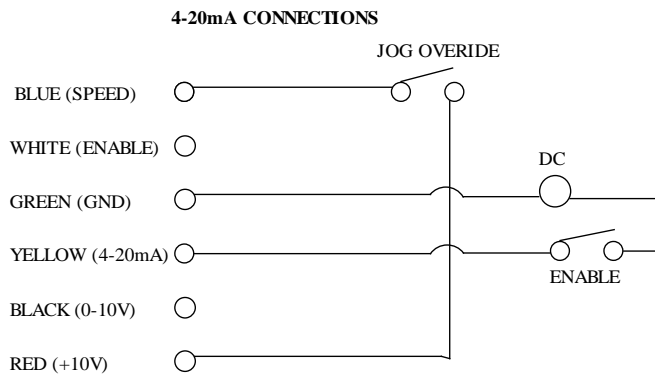 4-20mA CONNECTIONS
JOG OVERIDE
BLUE (SPEED)
WHITE (ENABLE)
DC
GREEN (GND)
YELLOW (4-20mA)
ENABLE
BLACK (0-10V)
RED (+10V)